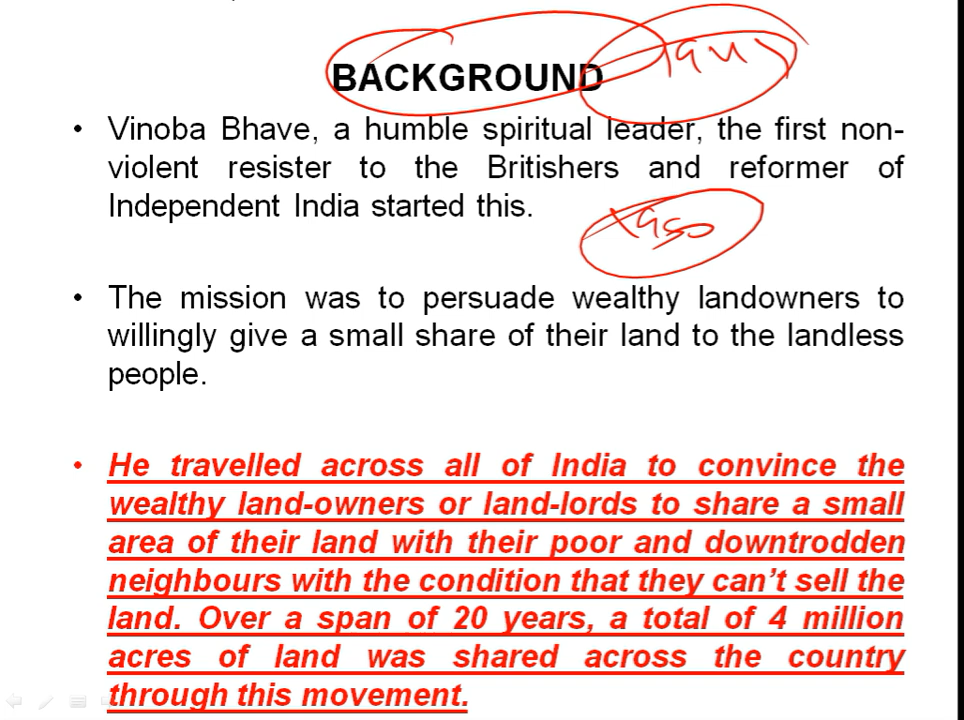 BACKGROUND
• Vinoba Bhave, a humble spiritual leader, the first non-
violent resister to the Britishers and reformer of
Independent India started this.
1950
• The mission was to persuade wealthy landowners to
willingly give a small share of their land to the landless
people.
• He travelled across all of India to convince the
wealthy land-owners or land-lords to share a small
area of their land with their poor and downtrodden
neighbours with the condition that they can't sell the
land. Over a span of 20 years, a total of 4 million
acres of land was shared across the country
through this movement.